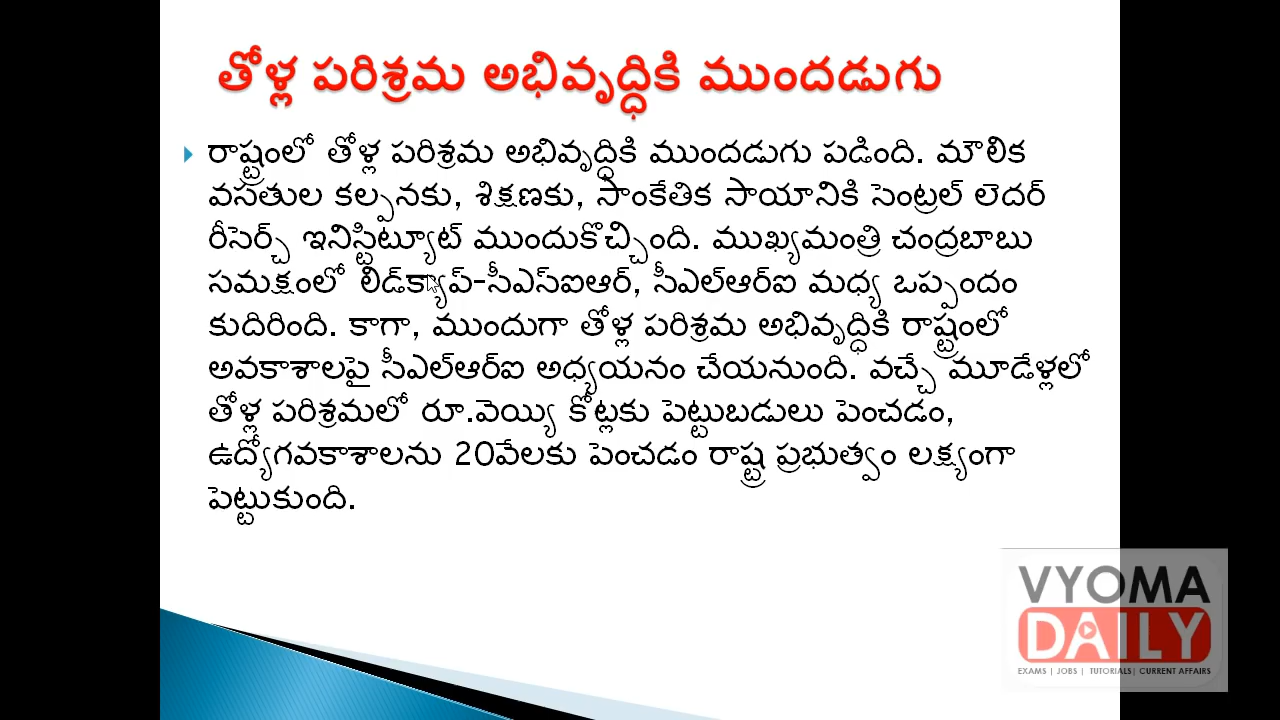 తోళ్ల పరిశ్రమ అభివృద్ధికి ముందడుగు
రాష్ట్రంలో తోళ్ల పరిశ్రమ అభివృద్ధికి ముందడుగు పడింది. మౌలిక
వసతుల కల్పనకు, శిక్షణకు, సాంకేతిక సాయానికి సెంట్రల్ లెదర్
రీసెర్చ్ ఇనిస్టిట్యూట్ ముందుకొచ్చింది. ముఖ్యమంత్రి చంద్రబాబు
సమక్షంలో లిడ్‌క్యాప్-సీఎస్ఐఆర్, సీఎల్ఆర్ఐ మధ్య ఒప్పందం
కుదిరింది. కాగా, ముందుగా తోళ్ల పరిశ్రమ అభివృద్ధికి రాష్ట్రంలో
అవకాశాలపై సీఎల్ఆర్ఐ అధ్యయనం చేయనుంది. వచ్చే మూడేళ్లలో
తోళ్ల పరిశ్రమలో రూ.వెయ్యి కోట్లకు పెట్టుబడులు పెంచడం,
ఉద్యోగవకాశాలను 20వేలకు పెంచడం రాష్ట్ర ప్రభుత్వం లక్ష్యంగా
పెట్టుకుంది.
VYOMA
DAILY
EXAMS | JOBS | TUTORIALS| CURRENT AFFAIRS